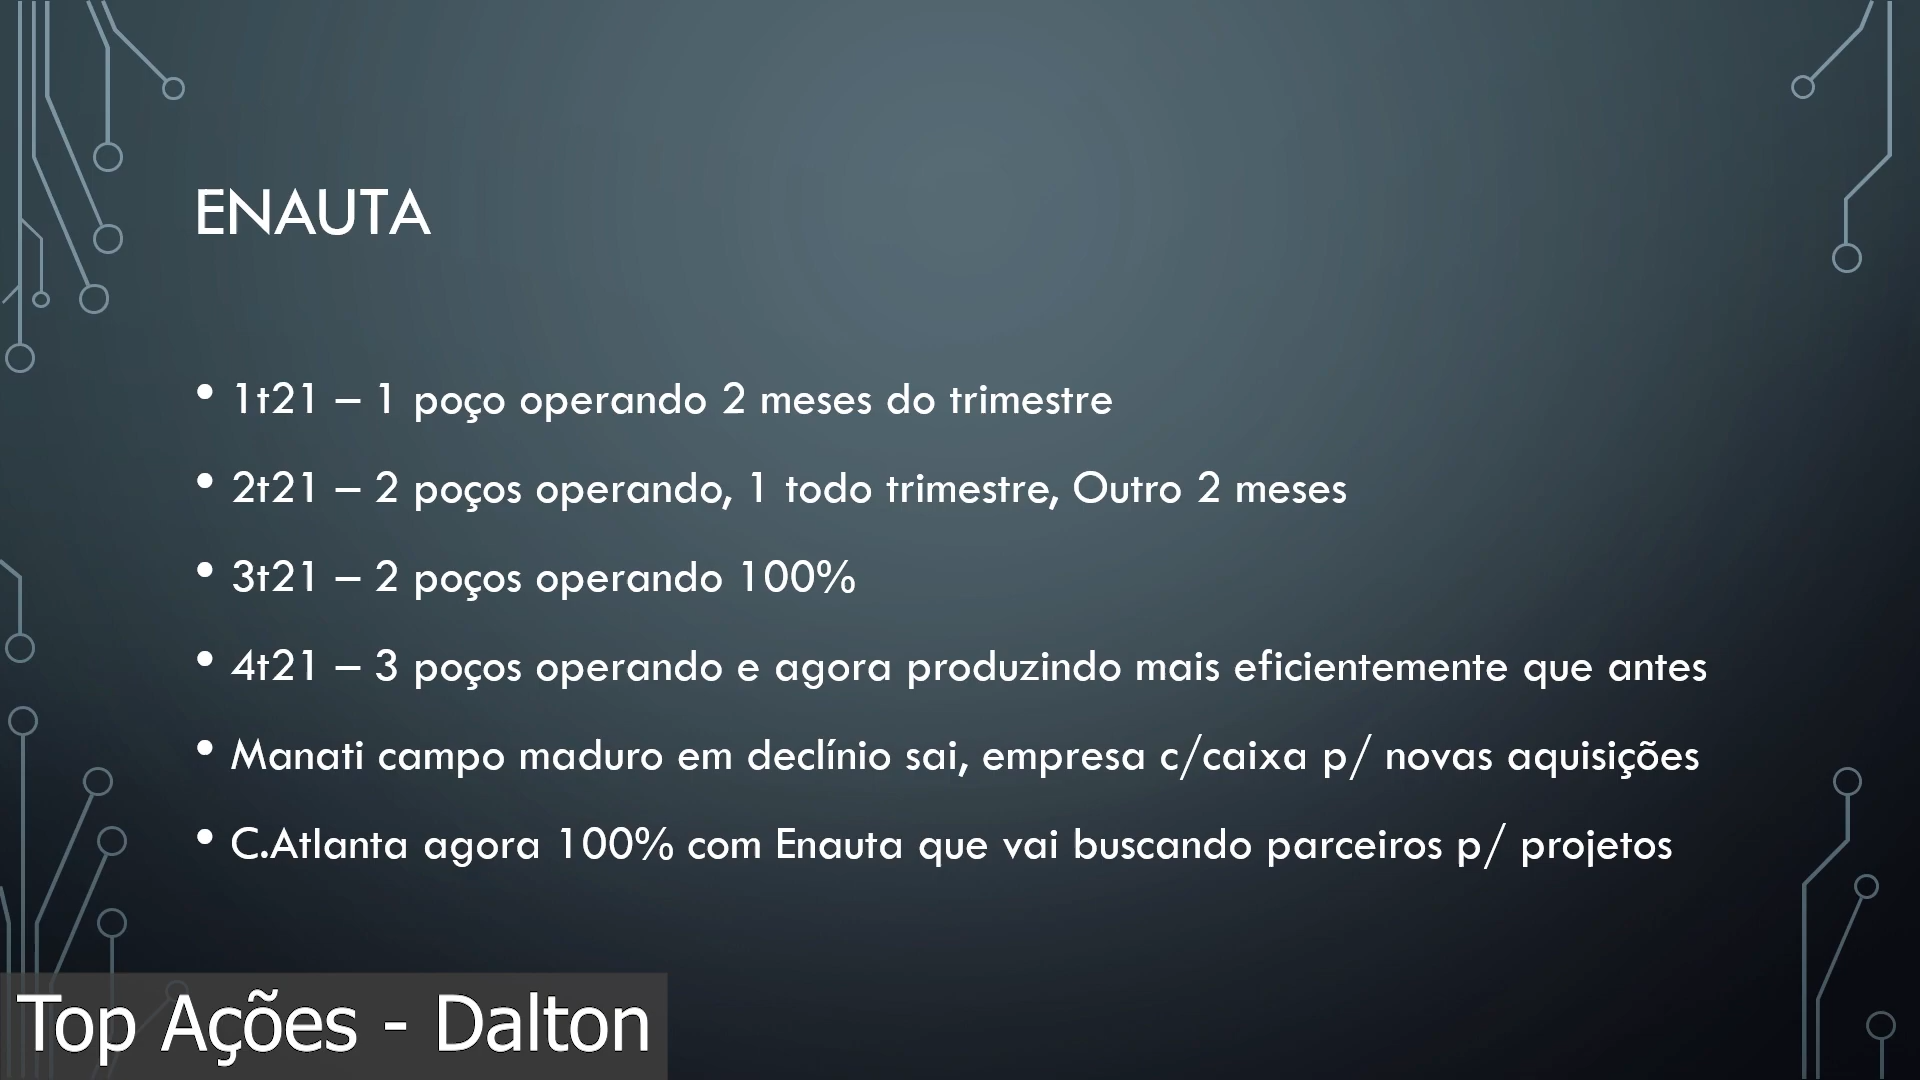 ENAUTA
• 1t21 – 1 poço operando 2 meses do trimestre
• 2t21 – 2 poços operando, 1 todo trimestre, Outro 2 meses
• 3t21 – 2 poços operando 100%
• 4t21 – 3 poços operando e agora produzindo mais eficientemente que antes
• Manati campo maduro em declínio sai, empresa c/caixa p/ novas aquisições
• C.Atlanta agora 100% com Enauta que vai buscando parceiros p/ projetos
Top Ações - Dalton